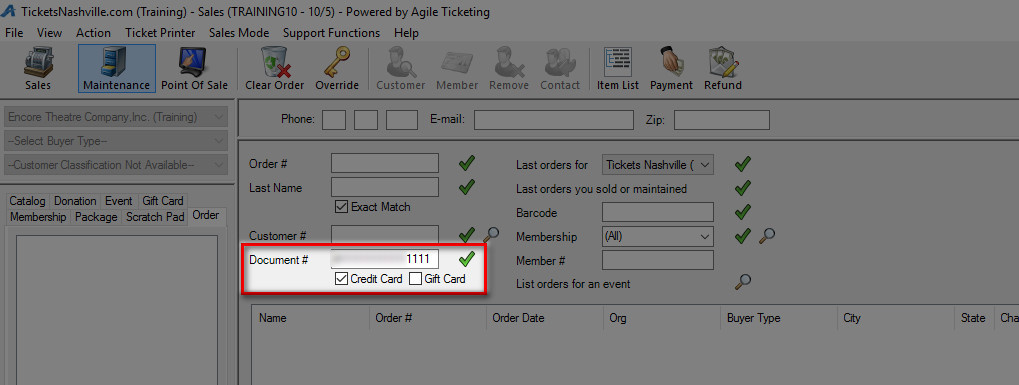 TicketsNashville.com (Training) - Sales (TRAINING10 - 10/5) - Powered by Agile Ticketing
File View Action Ticket Printer Sales Mode Support Functions Exact Help
Sales Maintenance Point Of Sale Clear Order Override Customer Member Remove Contact Item List Payment Refund
Encore Theatre Company,Inc. (Training)
--Select Buyer Type--
--Customer Classification Not Available--
Catalog Donation Event Gift Card
Membership Package Scratch Pad Order
Phone: E-mail: Zip:
Order #
Last Name
Exact Match
Customer #
Document # 1111
Credit Card Gift Card
Last orders for Tickets Nashville (
Last orders you sold or maintained
Barcode
Membership (All)
Member #
List orders for an event
Name Order # Order Date Org Buyer Type City State Cha